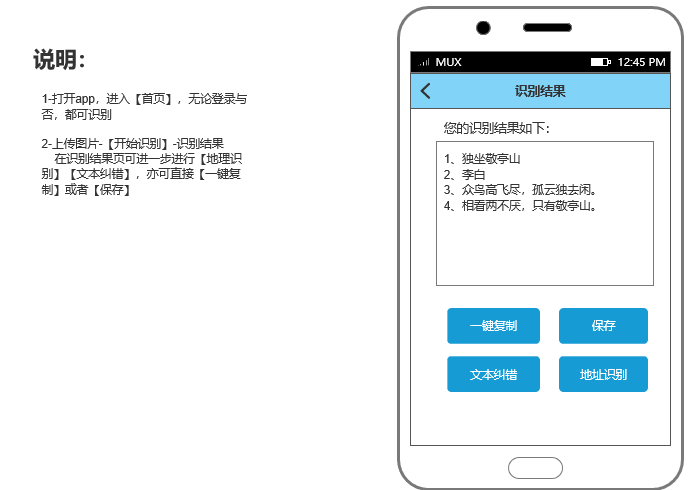 说明：
1-打开app，进入【首页】，无论登录与
否，都可识别
2-上传图片-【开始识别】-识别结果
在识别结果页可进一步进行【地理识
别】【文本纠错】，亦可直接【一键复
制】或者【保存】
MUX 12:45 PM
识别结果
您的识别结果如下：
1、独坐敬亭山
2、李白
3、众鸟高飞尽，孤云独去闲。
4、相看两不厌，只有敬亭山。
一键复制 保存
文本纠错 地址识别